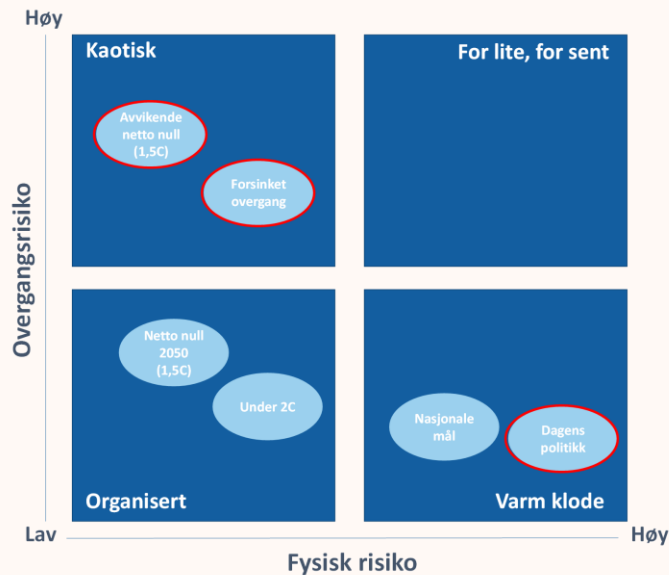 Høy
Kaotisk
For lite, for sent
Avvikende
netto null
(1,5C)
Forsinket
overgang
Overgangsrisiko
Netto null
2050
(1,5C)
Under 2C
Nasjonale
mål
Dagens
politikk
Organisert
Varm klode
Lav
Høy
Fysisk risiko